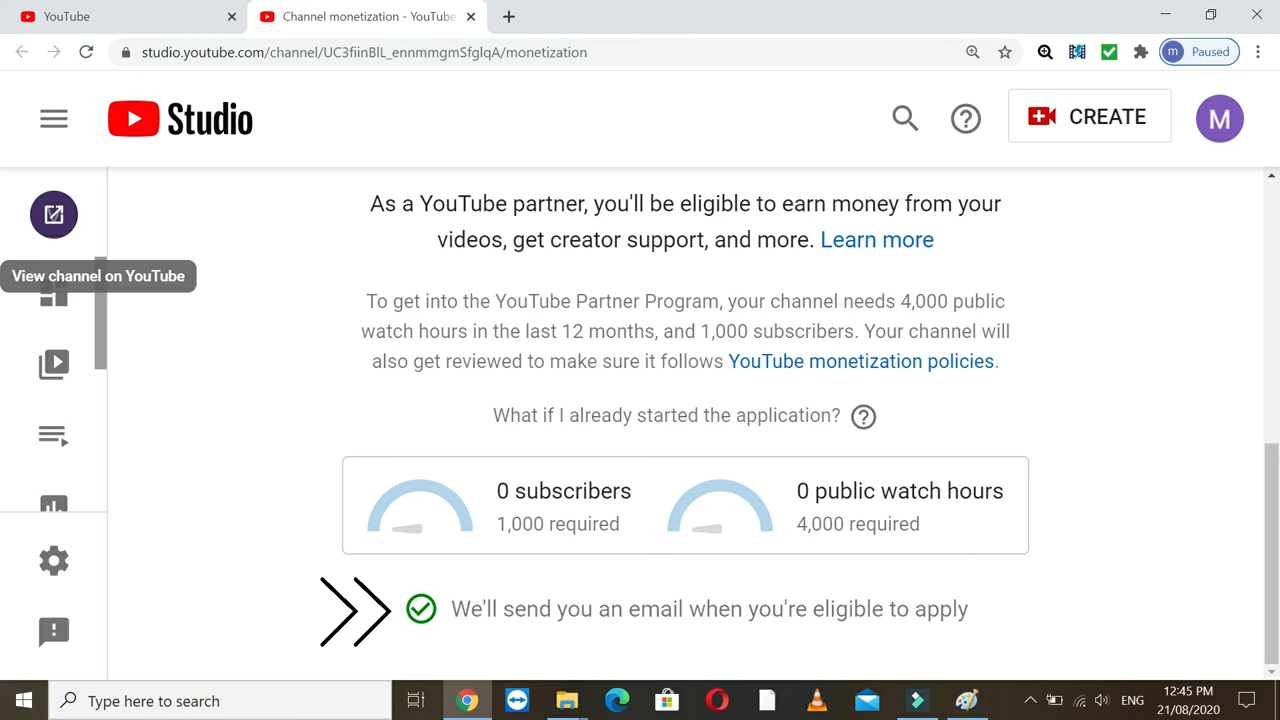 YouTube
Channel monetization - YouTube
studio.youtube.com/channel/UC3fiinBlL_ennmmgmSfglqA/monetization
m Paused
Studio
CREATE
M
As a YouTube partner, you'll be eligible to earn money from your
videos, get creator support, and more. Learn more
View channel on YouTube
To get into the YouTube Partner Program, your channel needs 4,000 public
watch hours in the last 12 months, and 1,000 subscribers. Your channel will
also get reviewed to make sure it follows YouTube monetization policies.
What if I already started the application?
0 subscribers
1,000 required
0 public watch hours
4,000 required
We'll send you an email when you're eligible to apply
Type here to search
ENG
12:45 PM
21/08/2020